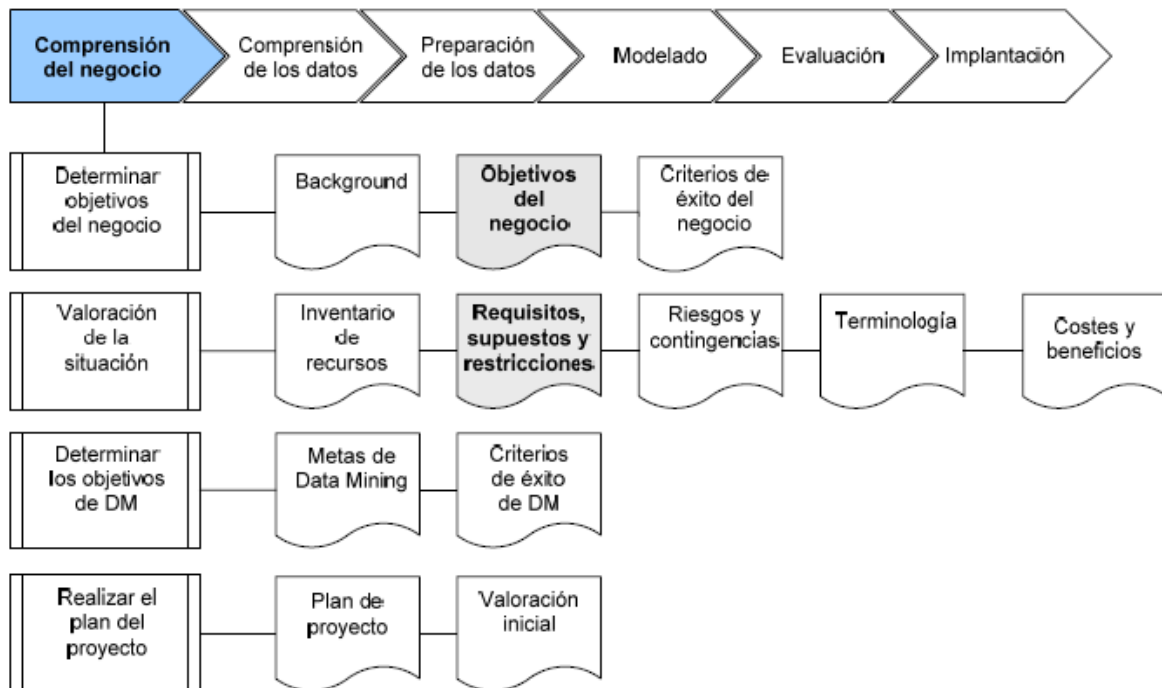 Comprensión
del negocio
Comprensión
de los datos
Preparación
de los datos
Modelado
Evaluación
Implantación
Determinar
objetivos
del negocio
Background
Objetivos
del
negocio
Criterios de
éxito del
negocio
Valoración
de la
situación
Inventario
de
recursos
Requisitos,
supuestos y
restricciones
Riesgos y
contingencias
Terminología
Costes y
beneficios
Determinar
los objetivos
de DM
Metas de
Data Mining
Criterios
de éxito
de DM
Realizar el
plan del
proyecto
Plan de
proyecto
Valoración
inicial